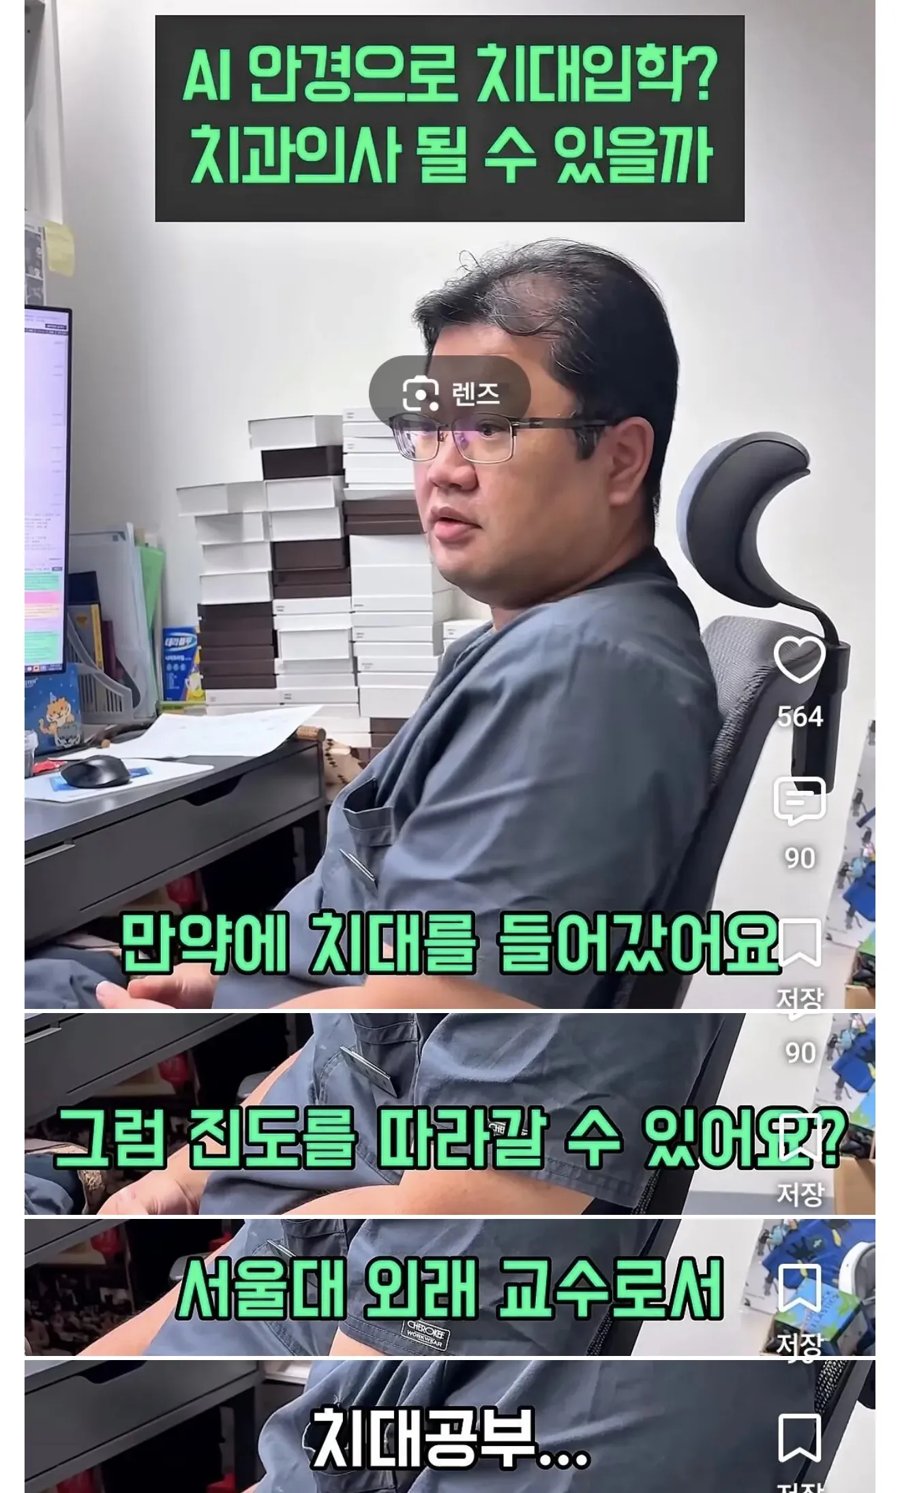 AI 안경으로 치대입학?
치과의사 될 수 있을까
렌즈
564
90
만약에 치대를 들어갔어요
저장
90
그럼 진도를 따라갈 수 있어요?
저장
서울대 외래 교수로서
CHEROKEE
WORKWEAR
저장
치대공부...